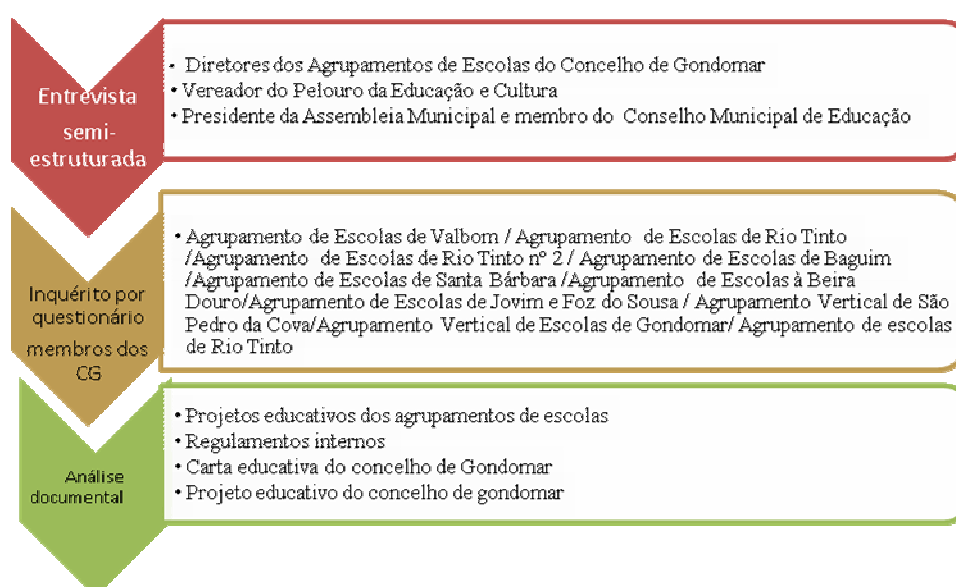 Entrevista
semi-
estruturada
• Diretores dos Agrupamentos de Escolas do Concelho de Gondomar
• Vereador do Pelouro da Educação e Cultura
• Presidente da Assembleia Municipal e membro do Conselho Municipal de Educação
Inquérito por
questionário
membros dos
CG
• Agrupamento de Escolas de Valbom / Agrupamento de Escolas de Rio Tinto
/Agrupamento de Escolas de Rio Tinto nº 2 / Agrupamento de Escolas de Baguim
/Agrupamento de Escolas de Santa Bárbara /Agrupamento de Escolas à Beira
Douro/Agrupamento de Escolas de Jovim e Foz do Sousa / Agrupamento Vertical de São
Pedro da Cova/Agrupamento Vertical de Escolas de Gondomar/ Agrupamento de escolas
de Rio Tinto
Análise
documental
• Projetos educativos dos agrupamentos de escolas
• Regulamentos internos
• Carta educativa do concelho de Gondomar
• Projeto educativo do concelho de gondomar